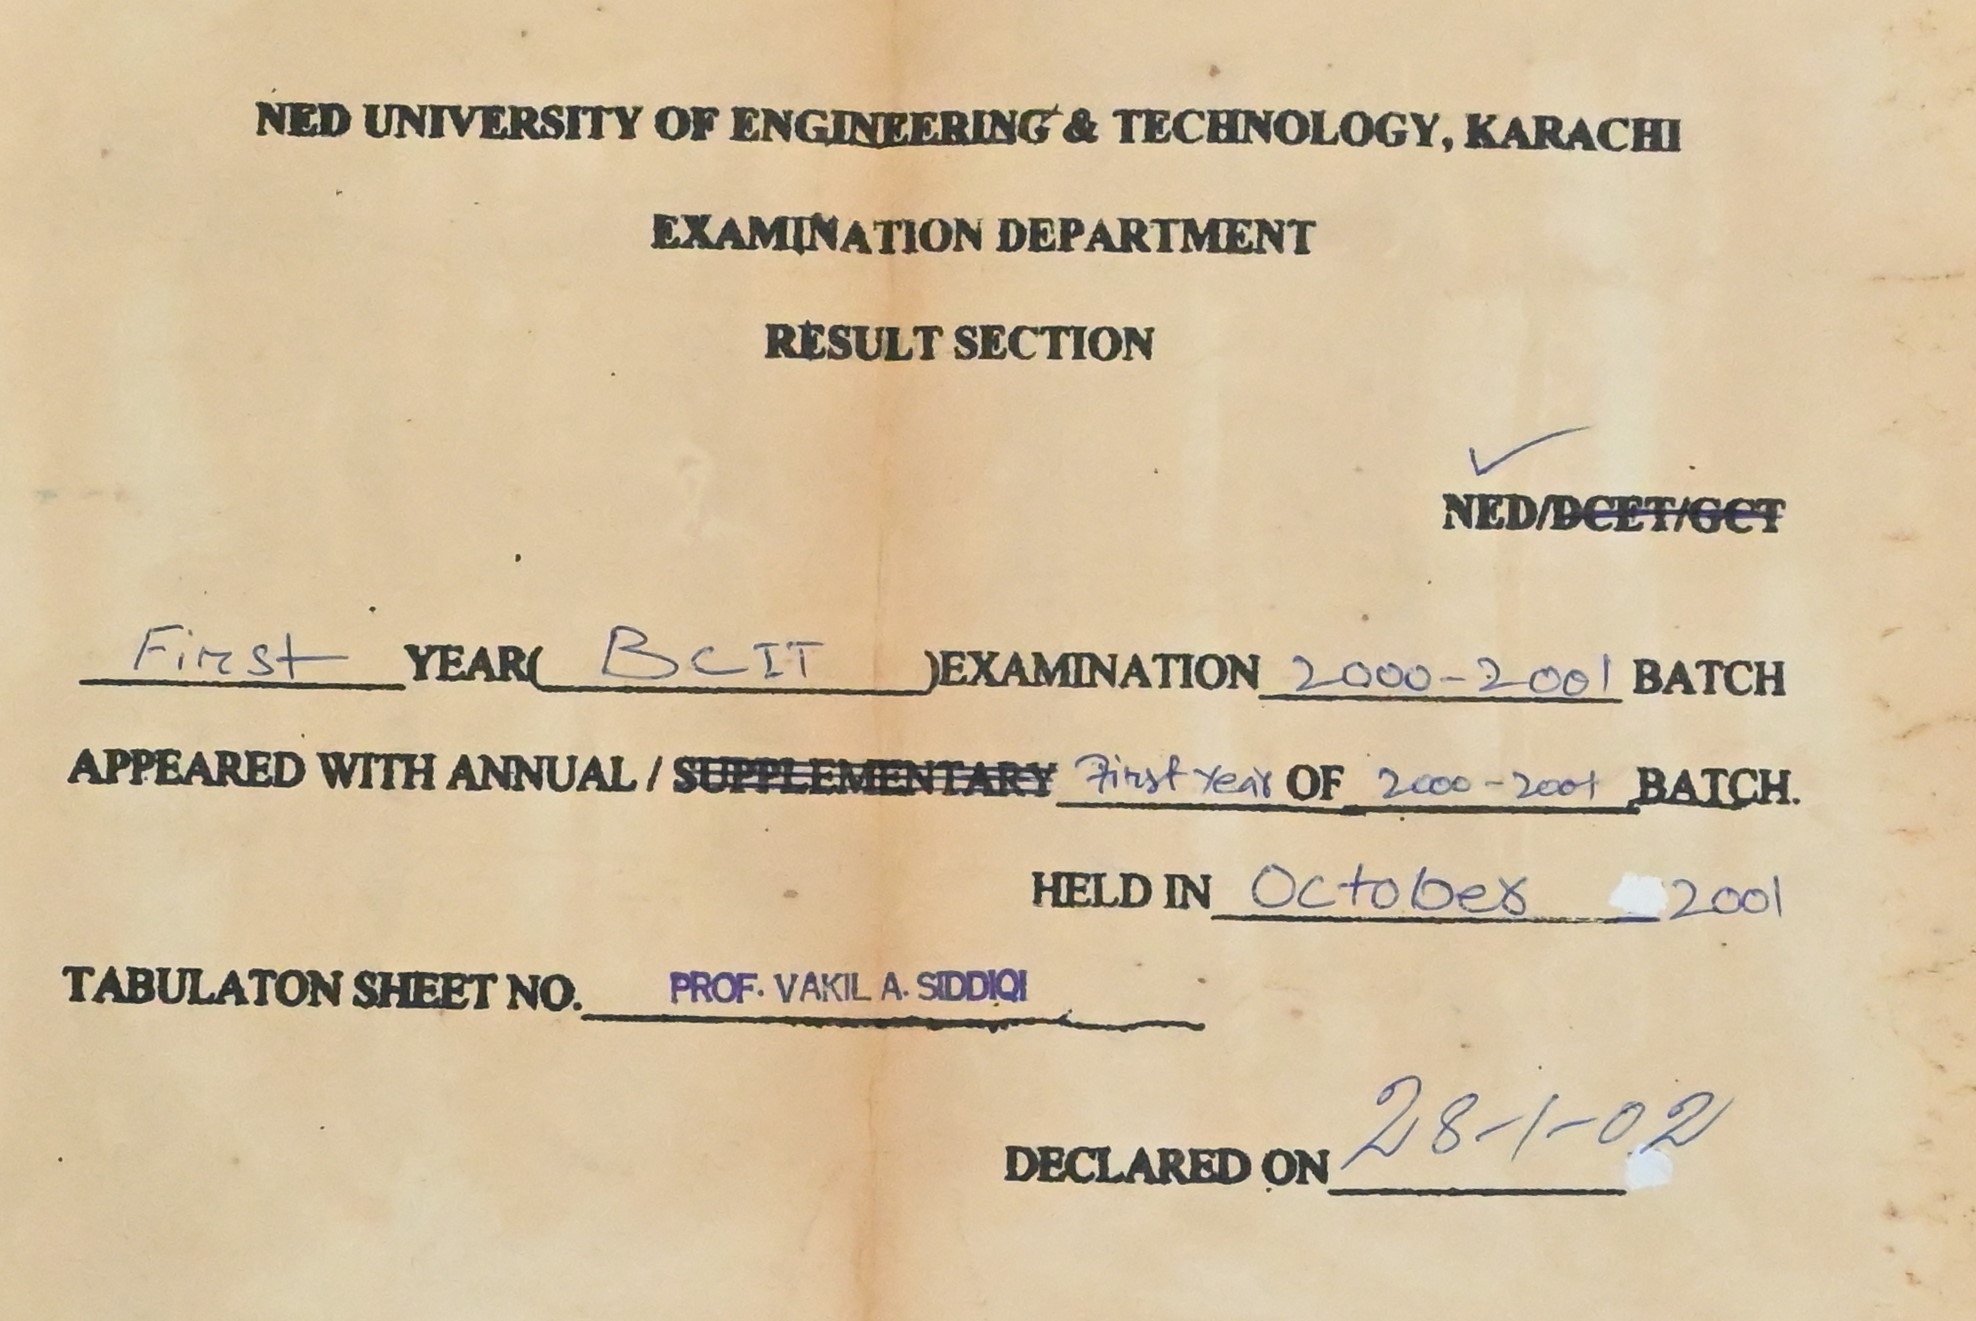 NED UNIVERSITY OF ENGINEERING & TECHNOLOGY, KARACHI
EXAMINATION DEPARTMENT
RESULT SECTION
NED/DCET/GCT
First YEAR( BCIT )EXAMINATION 2000-2001 BATCH
APPEARED WITH ANNUAL / SUPPLEMENTARY First Year OF 2000-2001 BATCH.
HELD IN October 2001
TABULATON SHEET NO. PROF. VAKIL A. SIDDIQI
DECLARED ON 28-1-02